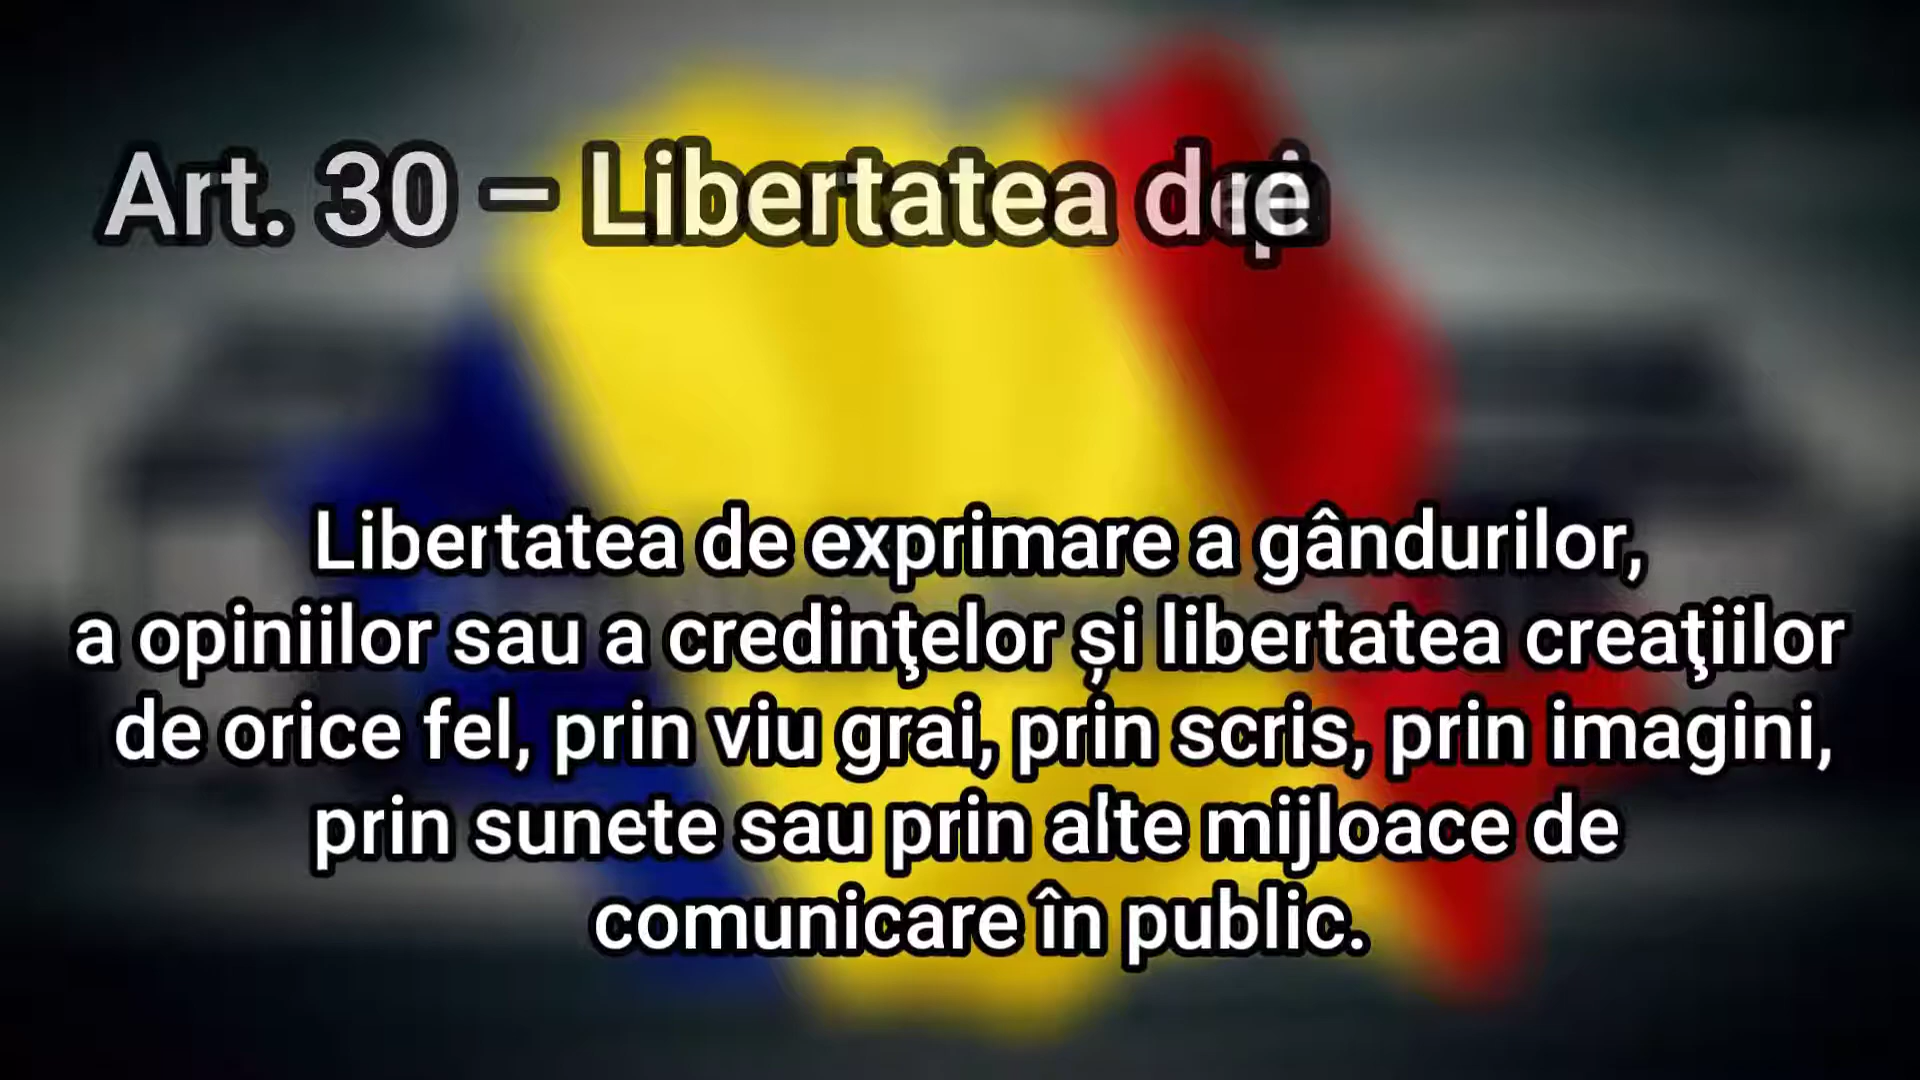 Art. 30 – Libertatea de
Libertatea de exprimare a gândurilor,
a opiniilor sau a credinţelor și libertatea creaţiilor
de orice fel, prin viu grai, prin scris, prin imagini,
prin sunete sau prin alte mijloace de
comunicare în public.